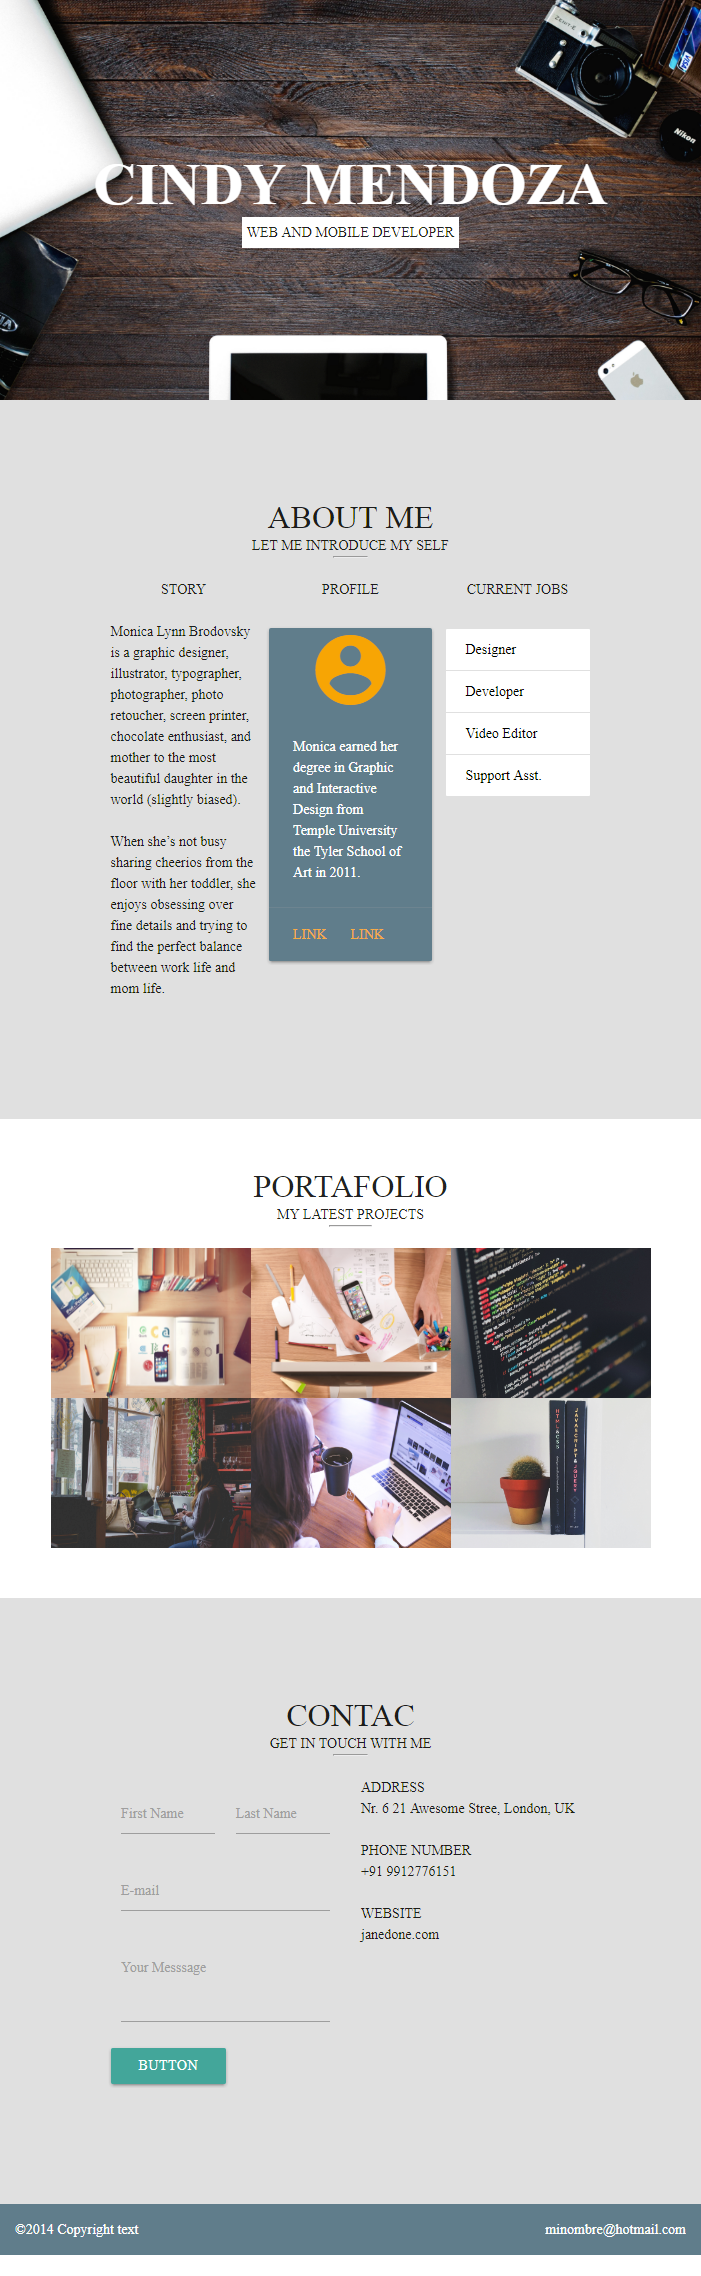 Nikon
CINDY MENDOZA
WEB AND MOBILE DEVELOPER
ABOUT ME
LET ME INTRODUCE MY SELF
STORY
Monica Lynn Brodovsky
is a graphic designer,
illustrator, typographer,
photographer, photo
retoucher, screen printer,
chocolate enthusiast, and
mother to the most
beautiful daughter in the
world (slightly biased).
When she’s not busy
sharing cheerios from the
floor with her toddler, she
enjoys obsessing over
fine details and trying to
find the perfect balance
between work life and
mom life.
PROFILE
Monica earned her
degree in Graphic
and Interactive
Design from
Temple University
the Tyler School of
Art in 2011.
LINK LINK
CURRENT JOBS
Designer
Developer
Video Editor
Support Asst.
PORTAFOLIO
MY LATEST PROJECTS
HTML & CSS
JAVASCRIPT & JQUERY
CONTAC
GET IN TOUCH WITH ME
First Name Last Name
E-mail
Your Messsage
BUTTON
ADDRESS
Nr. 6 21 Awesome Stree, London, UK
PHONE NUMBER
+91 9912776151
WEBSITE
janedone.com
©2014 Copyright text
minombre@hotmail.com